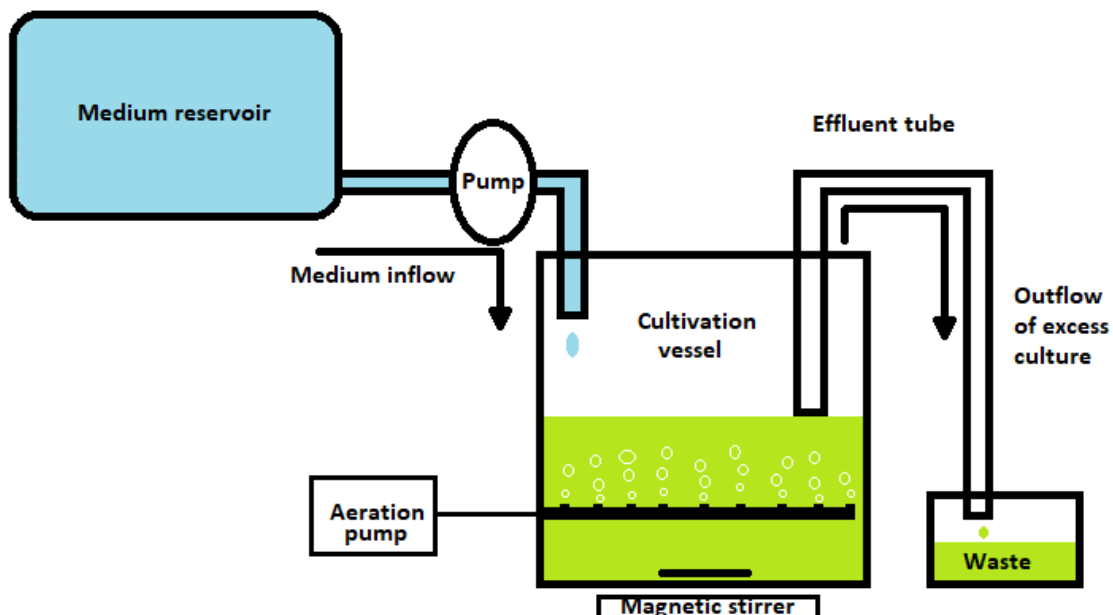 Medium reservoir
Pump
Effluent tube
Medium inflow
Cultivation
vessel
Outflow
of excess
culture
Aeration
pump
Waste
Magnetic stirrer